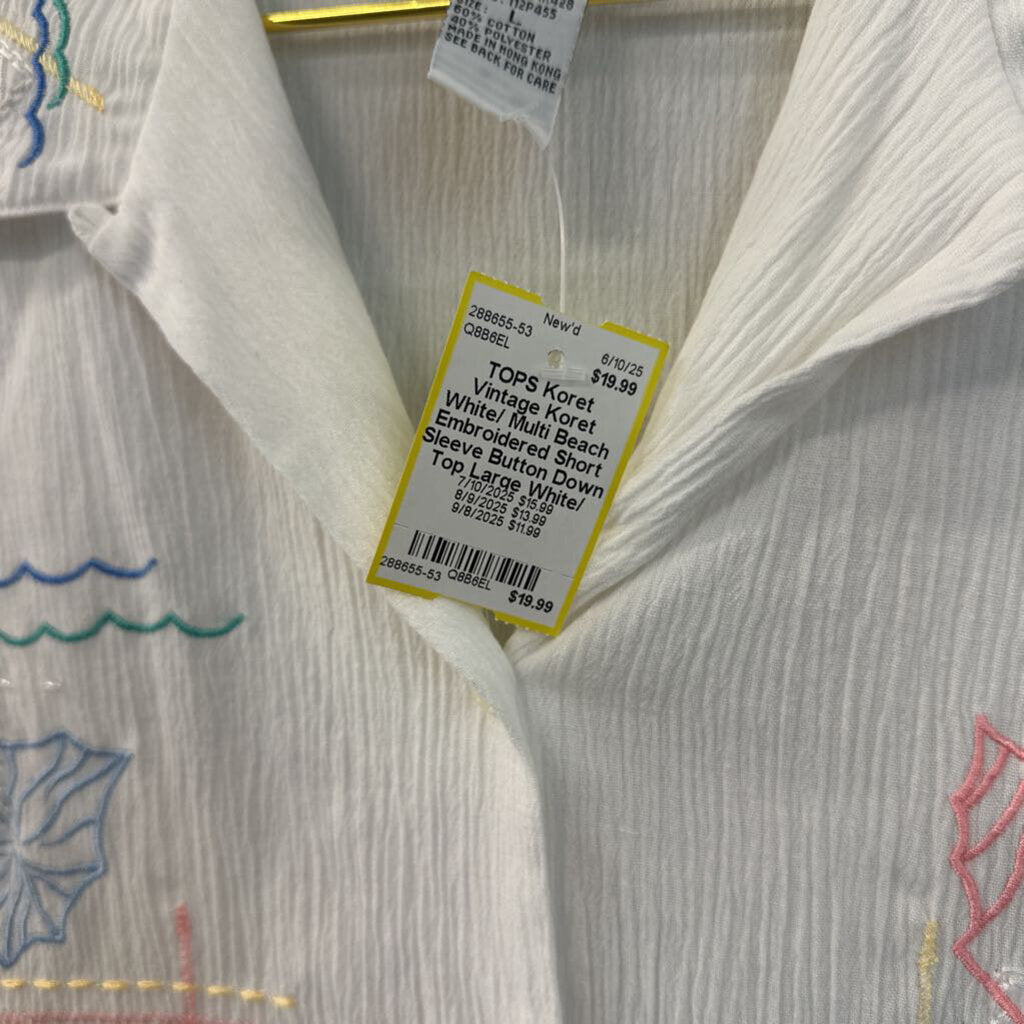 112P455
SIZE: L
60% COTTON
40% POLYESTER
MADE IN HONG KONG
SEE BACK FOR CARE
288655-53
New'd
Q8B6EL
6/10/25
$19.99
TOPS Koret
Vintage Koret
White/ Multi Beach
Embroidered Short
Sleeve Button Down
Top Large White/
7/10/2025 $15.99
8/9/2025 $13.99
9/8/2025 $11.99
288655-53 Q8B6EL
$19.99